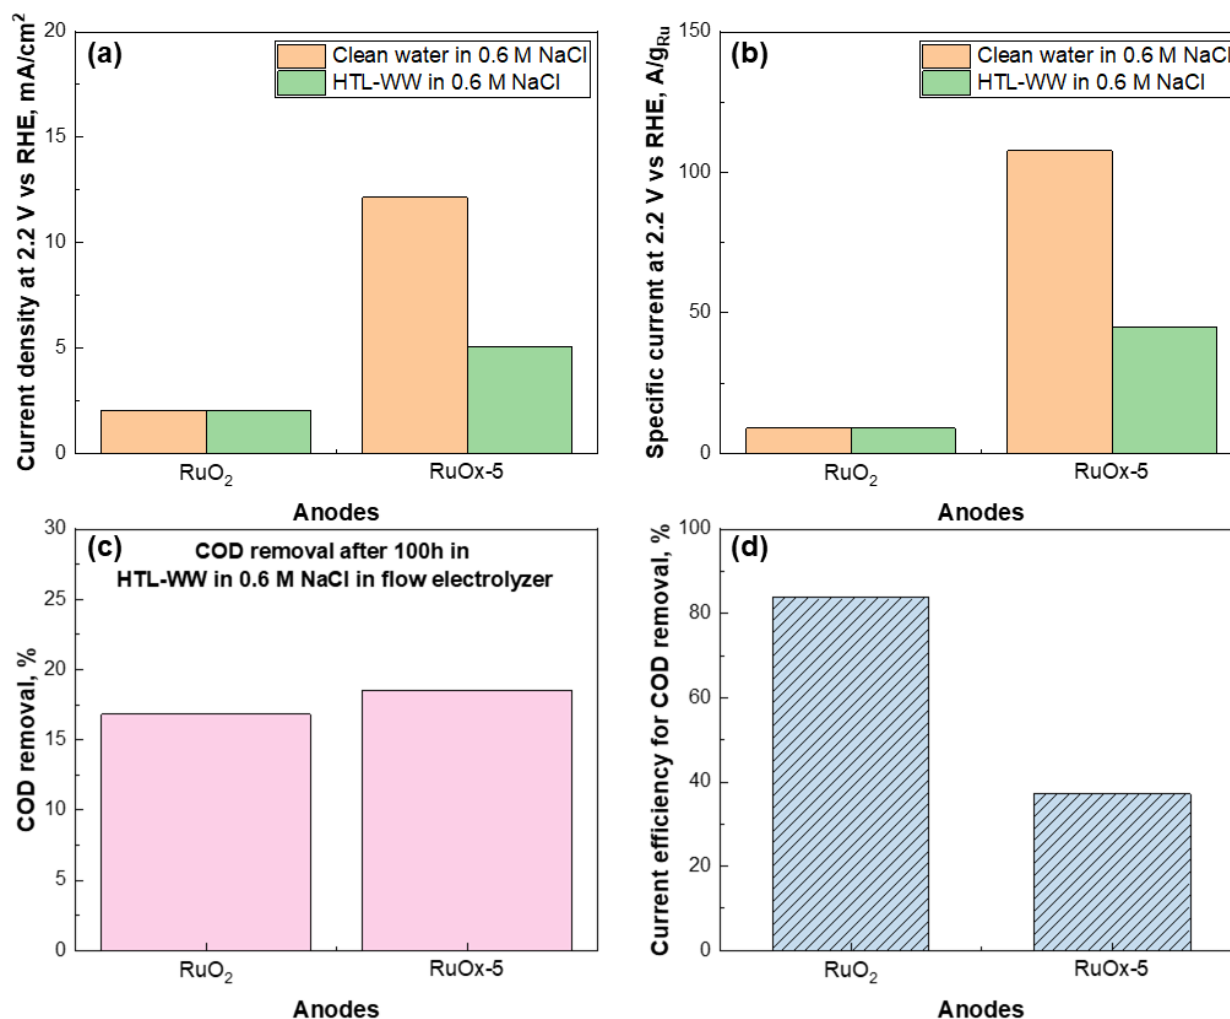 (a)
Clean water in 0.6 M NaCl
HTL-WW in 0.6 M NaCl
Current density at 2.2 V vs RHE, mA/cm²
20
15
10
5
0
RuO₂
RuOx-5
Anodes
(b)
Clean water in 0.6 M NaCl
HTL-WW in 0.6 M NaCl
Specific current at 2.2 V vs RHE, A/gRu
150
100
50
0
RuO₂
RuOx-5
Anodes
(c)
COD removal after 100h in
HTL-WW in 0.6 M NaCl in flow electrolyzer
COD removal, %
30
25
20
15
10
5
0
RuO₂
RuOx-5
Anodes
(d)
Current efficiency for COD removal, %
100
80
60
40
20
0
RuO₂
RuOx-5
Anodes